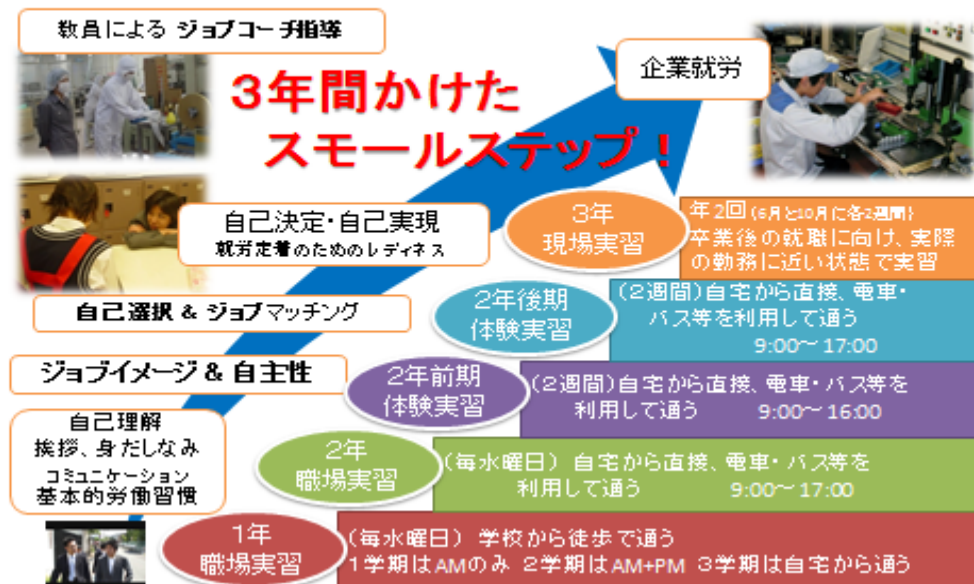 教員による ジョブコーチ指導
3年間かけた
スモールステップ！
企業就労
自己決定・自己実現
就労定着のためのレディネス
3年
現場実習
年2回（6月と10月に各2週間）
卒業後の就職に向け、実際
の勤務に近い状態で実習
自己選択 & ジョブマッチング
2年後期
体験実習
（2週間）自宅から直接、電車・
バス等を利用して通う
9:00～17:00
ジョブイメージ & 自主性
2年前期
体験実習
（2週間）自宅から直接、電車・バス等を
利用して通う 9:00～16:00
自己理解
挨拶、身だしなみ
コミュニケーション
基本的労働習慣
2年
職場実習
（毎水曜日） 自宅から直接、電車・バス等を
利用して通う 9:00～17:00
1年
職場実習
（毎水曜日） 学校から徒歩で通う
1学期はAMのみ 2学期はAM+PM 3学期は自宅から通う